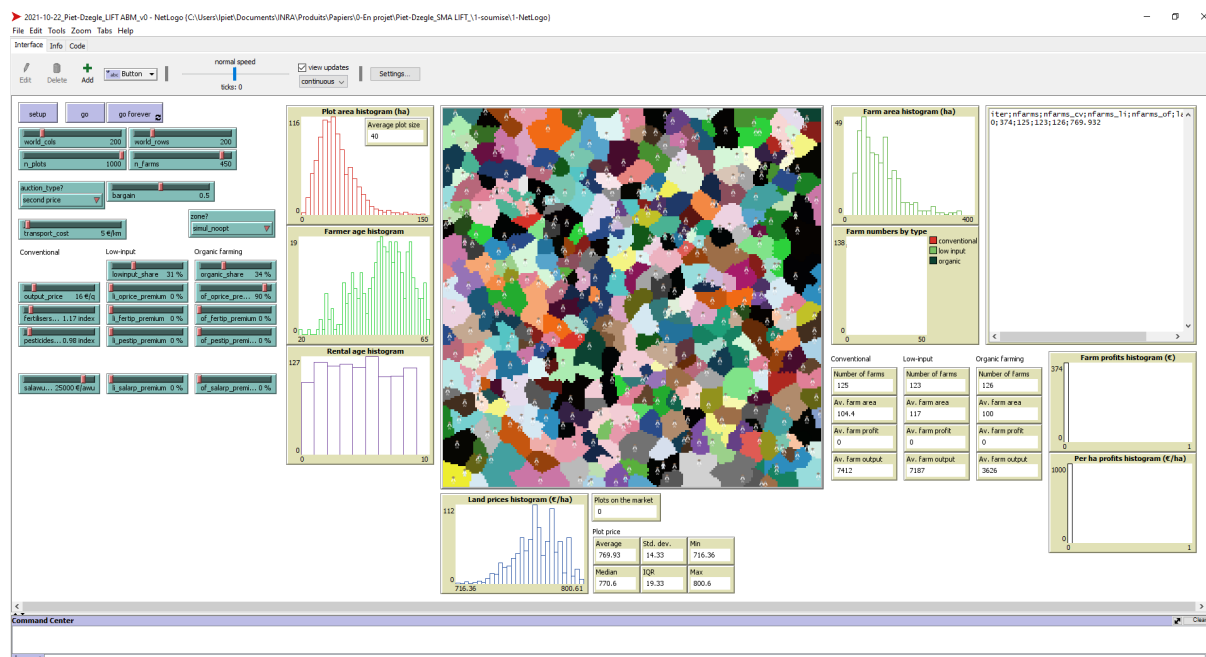 2021-10-22_Piet-Dzegle_LIFT ABM_v0 - NetLogo {C:\Users\lpiet\Documents\INRA\Produits\Papiers\0-En projet\Piet-Dzegle_SMA LIFT_\1-soumise\1-NetLogo}
File Edit Tools Zoom Tabs Help
Interface Info Code
Edit Delete Add abc Button normal speed view updates Settings...
ticks: 0 continuous
setup go go forever
world_cols 200 world_rows 200
n_plots 1000 n_farms 450
auction_type?
second price
bargain 0.5
transport_cost 5 €/km
zone?
simul_noopt
Conventional Low-input Organic farming
lowinput_share 31 % organic_share 34 %
output_price 16 €/q li_oprice_premium 0 % of_oprice_pre... 90 %
fertilisers... 1.17 index li_fertip_premium 0 % of_fertip_premi... 0 %
pesticides... 0.98 index li_pestip_premium 0 % of_pestip_premi... 0 %
salawu... 25000 €/awu li_salarp_premium 0 % of_salarp_premi... 0 %
Plot area histogram (ha)
116
0
0 150
Average plot size
40
Farmer age histogram
19
0
20 65
Rental age histogram
127
0
0 10
Land prices histogram (€/ha)
112
0
716.36 800.61
Plots on the market
0
Plot price
Average Std. dev. Min
769.93 14.33 716.36
Median IQR Max
770.6 19.33 800.6
Farm area histogram (ha)
49
0
0 400
Farm numbers by type
138
0
0 50
conventional
low input
organic
iter;nfarms;nfarms_cv;nfarms_li;nfarms_of;
0;374;125;123;126;769.932
Conventional Low-input Organic farming
Number of farms Number of farms Number of farms
125 123 126
Av. farm area Av. farm area Av. farm area
104.4 117 100
Av. farm profit Av. farm profit Av. farm profit
0 0 0
Av. farm output Av. farm output Av. farm output
7412 7187 3626
Farm profits histogram (€)
374
0
0 1
Per ha profits histogram (€/ha)
1000
0
0 1
Command Center Clear